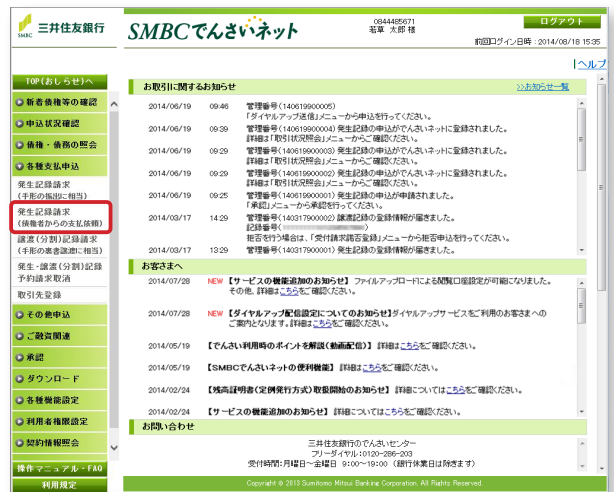 SMBC 三井住友銀行
SMBCでんさいネット
0844485671
若草 太郎 様
ログアウト
前回ログイン日時:2014/08/18 15:35
ヘルプ
TOP(おしらせ)へ
新着債権等の確認
申込状況確認
債権・債務の照会
各種支払申込
発生記録請求
(手形の振出に相当)
発生記録請求
(債権者からの支払依頼)
譲渡(分割)記録請求
(手形の裏書譲渡に相当)
発生・譲渡(分割)記録
予約請求取消
取引先登録
その他申込
ご融資関連
承認
ダウンロード
各種機能設定
利用者権限設定
契約情報照会
操作マニュアル・FAQ
利用規定
お取引に関するお知らせ
>>お知らせ一覧
2014/06/19 09:46 管理番号(140619900005)
「ダイヤルアップ送信」メニューから申込を行ってください。
2014/06/19 09:39 管理番号(140619900004) 発生記録の申込がでんさいネットに登録されました。
詳細は「取引状況照会」メニューからご確認ください。
2014/06/19 09:29 管理番号(140619900003) 発生記録の申込がでんさいネットに登録されました。
詳細は「取引状況照会」メニューからご確認ください。
2014/06/19 09:29 管理番号(140619900002) 発生記録の申込がでんさいネットに登録されました。
詳細は「取引状況照会」メニューからご確認ください。
2014/06/19 09:25 管理番号(140619900001) 発生記録の申込が申請されました。
「承認」メニューから承認を行ってください。
2014/03/17 14:29 管理番号(140317900002) 譲渡記録の登録情報が届きました。
記録番号( )
拒否を行う場合は、「受付請求諾否登録」メニューから拒否申込を行ってください。
2014/03/17 13:29 管理番号(140317900001) 発生記録の登録情報が届きました。
お客さまへ
2014/07/28 NEW 【サービスの機能追加のお知らせ】 ファイルアップロードによる閲覧口座設定が可能になりました。
その他、詳細はこちらをご確認ください。
2014/07/28 NEW 【ダイヤルアップ配信設定についてのお知らせ】ダイヤルアップサービスをご利用のお客さまへの
ご案内となります。詳細はこちらをご確認ください。
2014/05/19 【でんさい利用時のポイントを解説(動画配信)】 詳細はこちらをご確認ください。
2014/05/19 【SMBCでんさいネットの便利機能】 詳細はこちらをご確認ください。
2014/02/24 【残高証明書(定例発行方式)取扱開始のお知らせ】 詳細についてはこちらをご確認ください。
2014/02/24 【サービスの機能追加のお知らせ】 詳細についてはこちらをご確認ください。
お問い合わせ
三井住友銀行のでんさいセンター
フリーダイヤル:0120-286-203
受付時間:月曜日~金曜日 9:00~19:00 (銀行休業日は除きます)
Copyright © 2013 Sumitomo Mitsui Banking Corporation. All Rights Reserved.